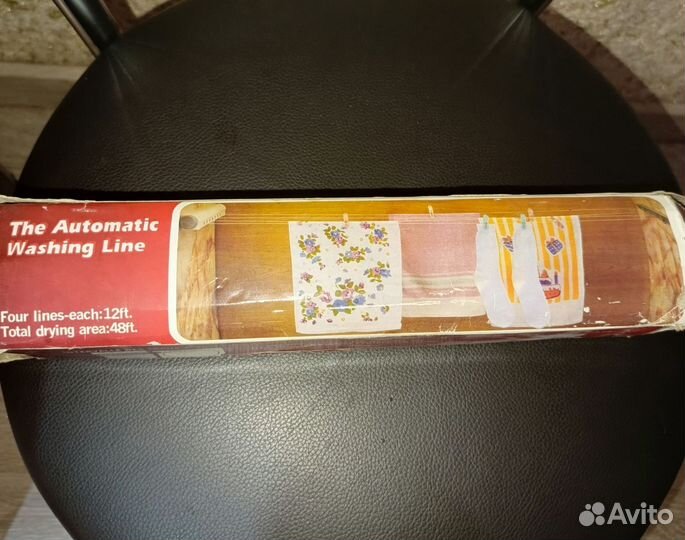 The Automatic
Washing Line
Four lines-each:12ft.
Total drying area:48ft.
Avito